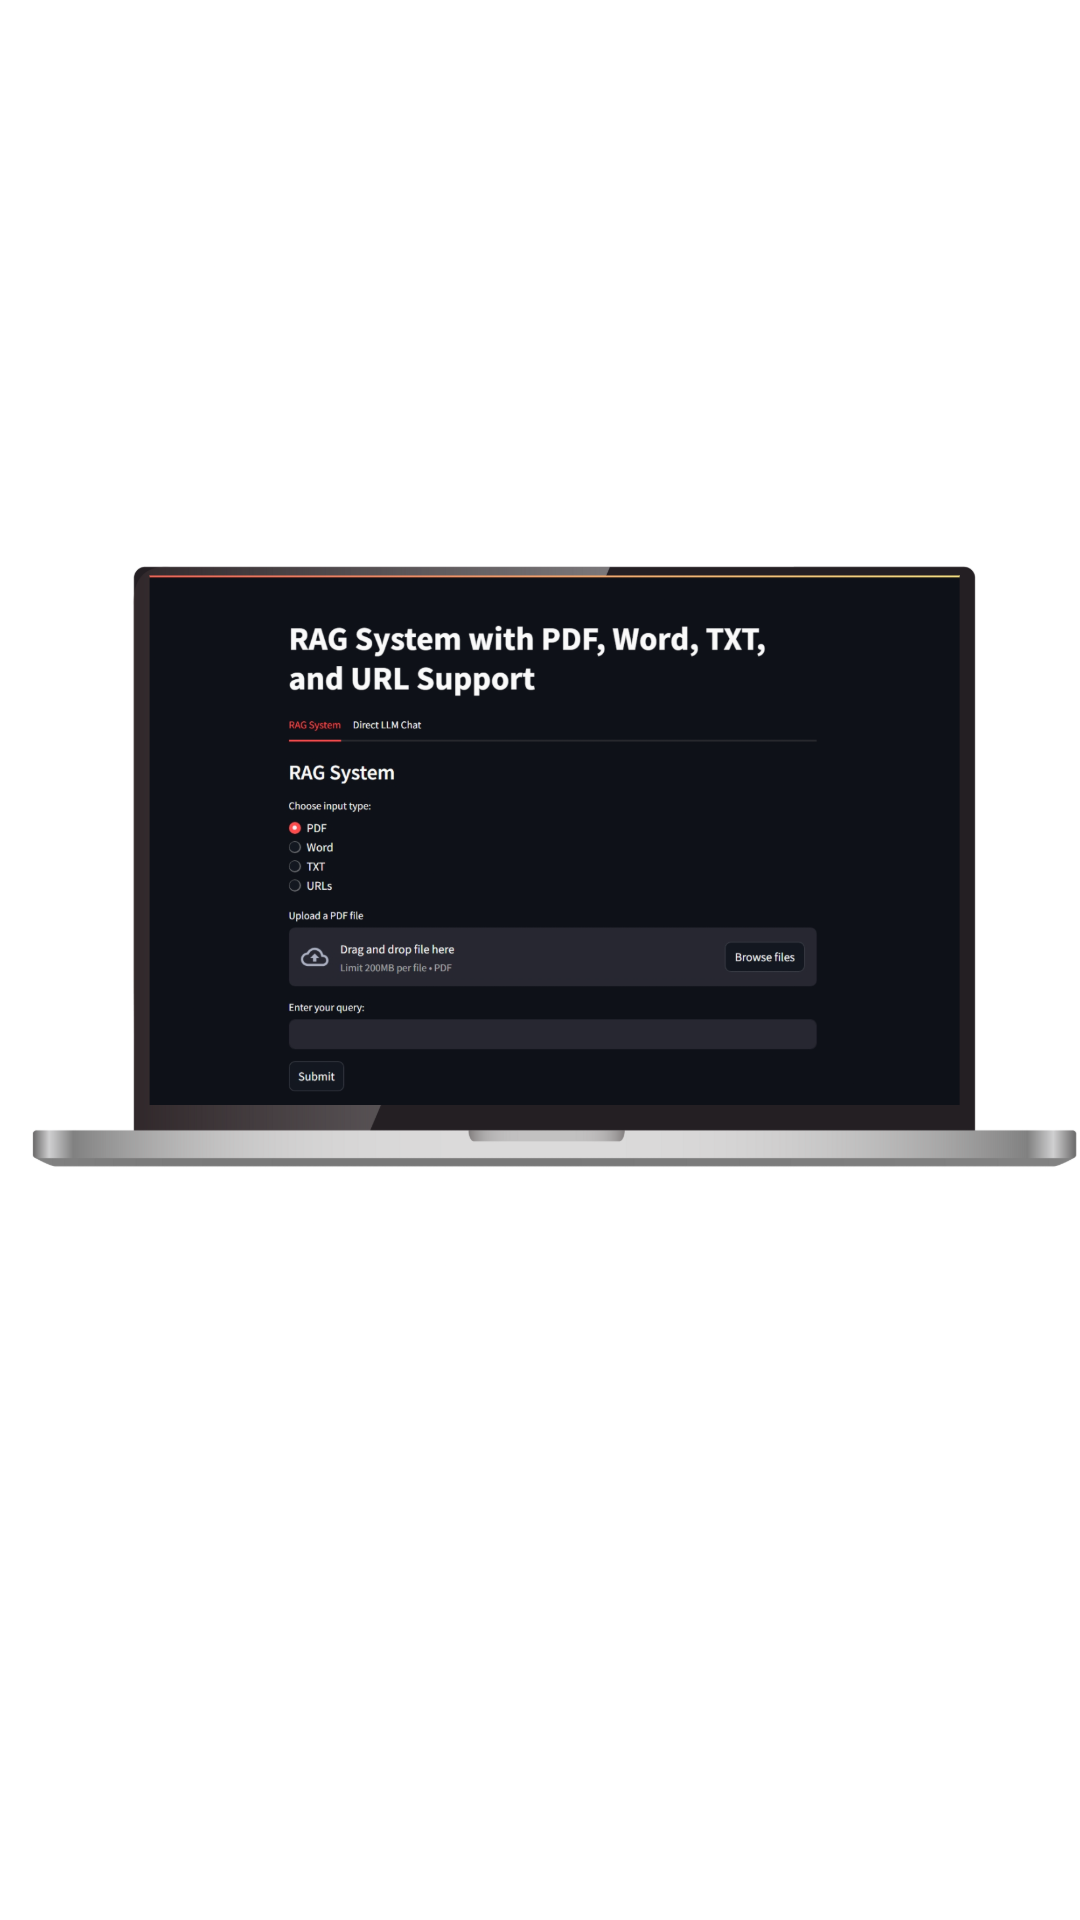 RAG System with PDF, Word, TXT,
and URL Support
RAG System Direct LLM Chat
RAG System
Choose input type:
PDF
Word
TXT
URLs
Upload a PDF file
Drag and drop file here
Limit 200MB per file • PDF
Browse files
Enter your query:
Submit